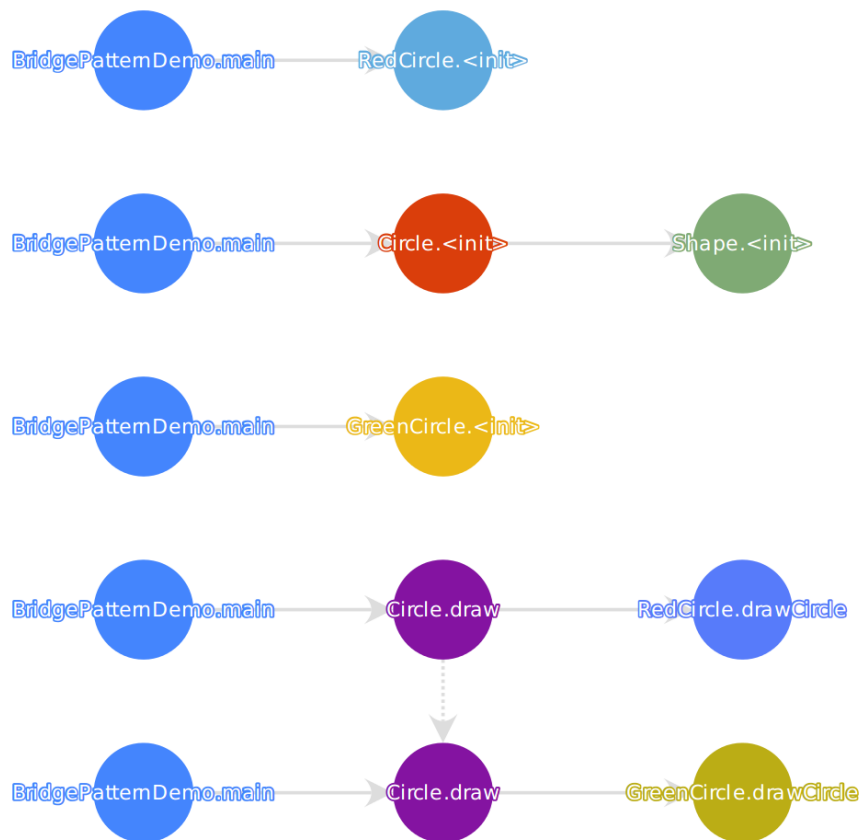 BridgePatternDemo.main RedCircle.<init>
BridgePatternDemo.main Circle.<init> Shape.<init>
BridgePatternDemo.main GreenCircle.<init>
BridgePatternDemo.main Circle.draw RedCircle.drawCircle
BridgePatternDemo.main Circle.draw GreenCircle.drawCircle